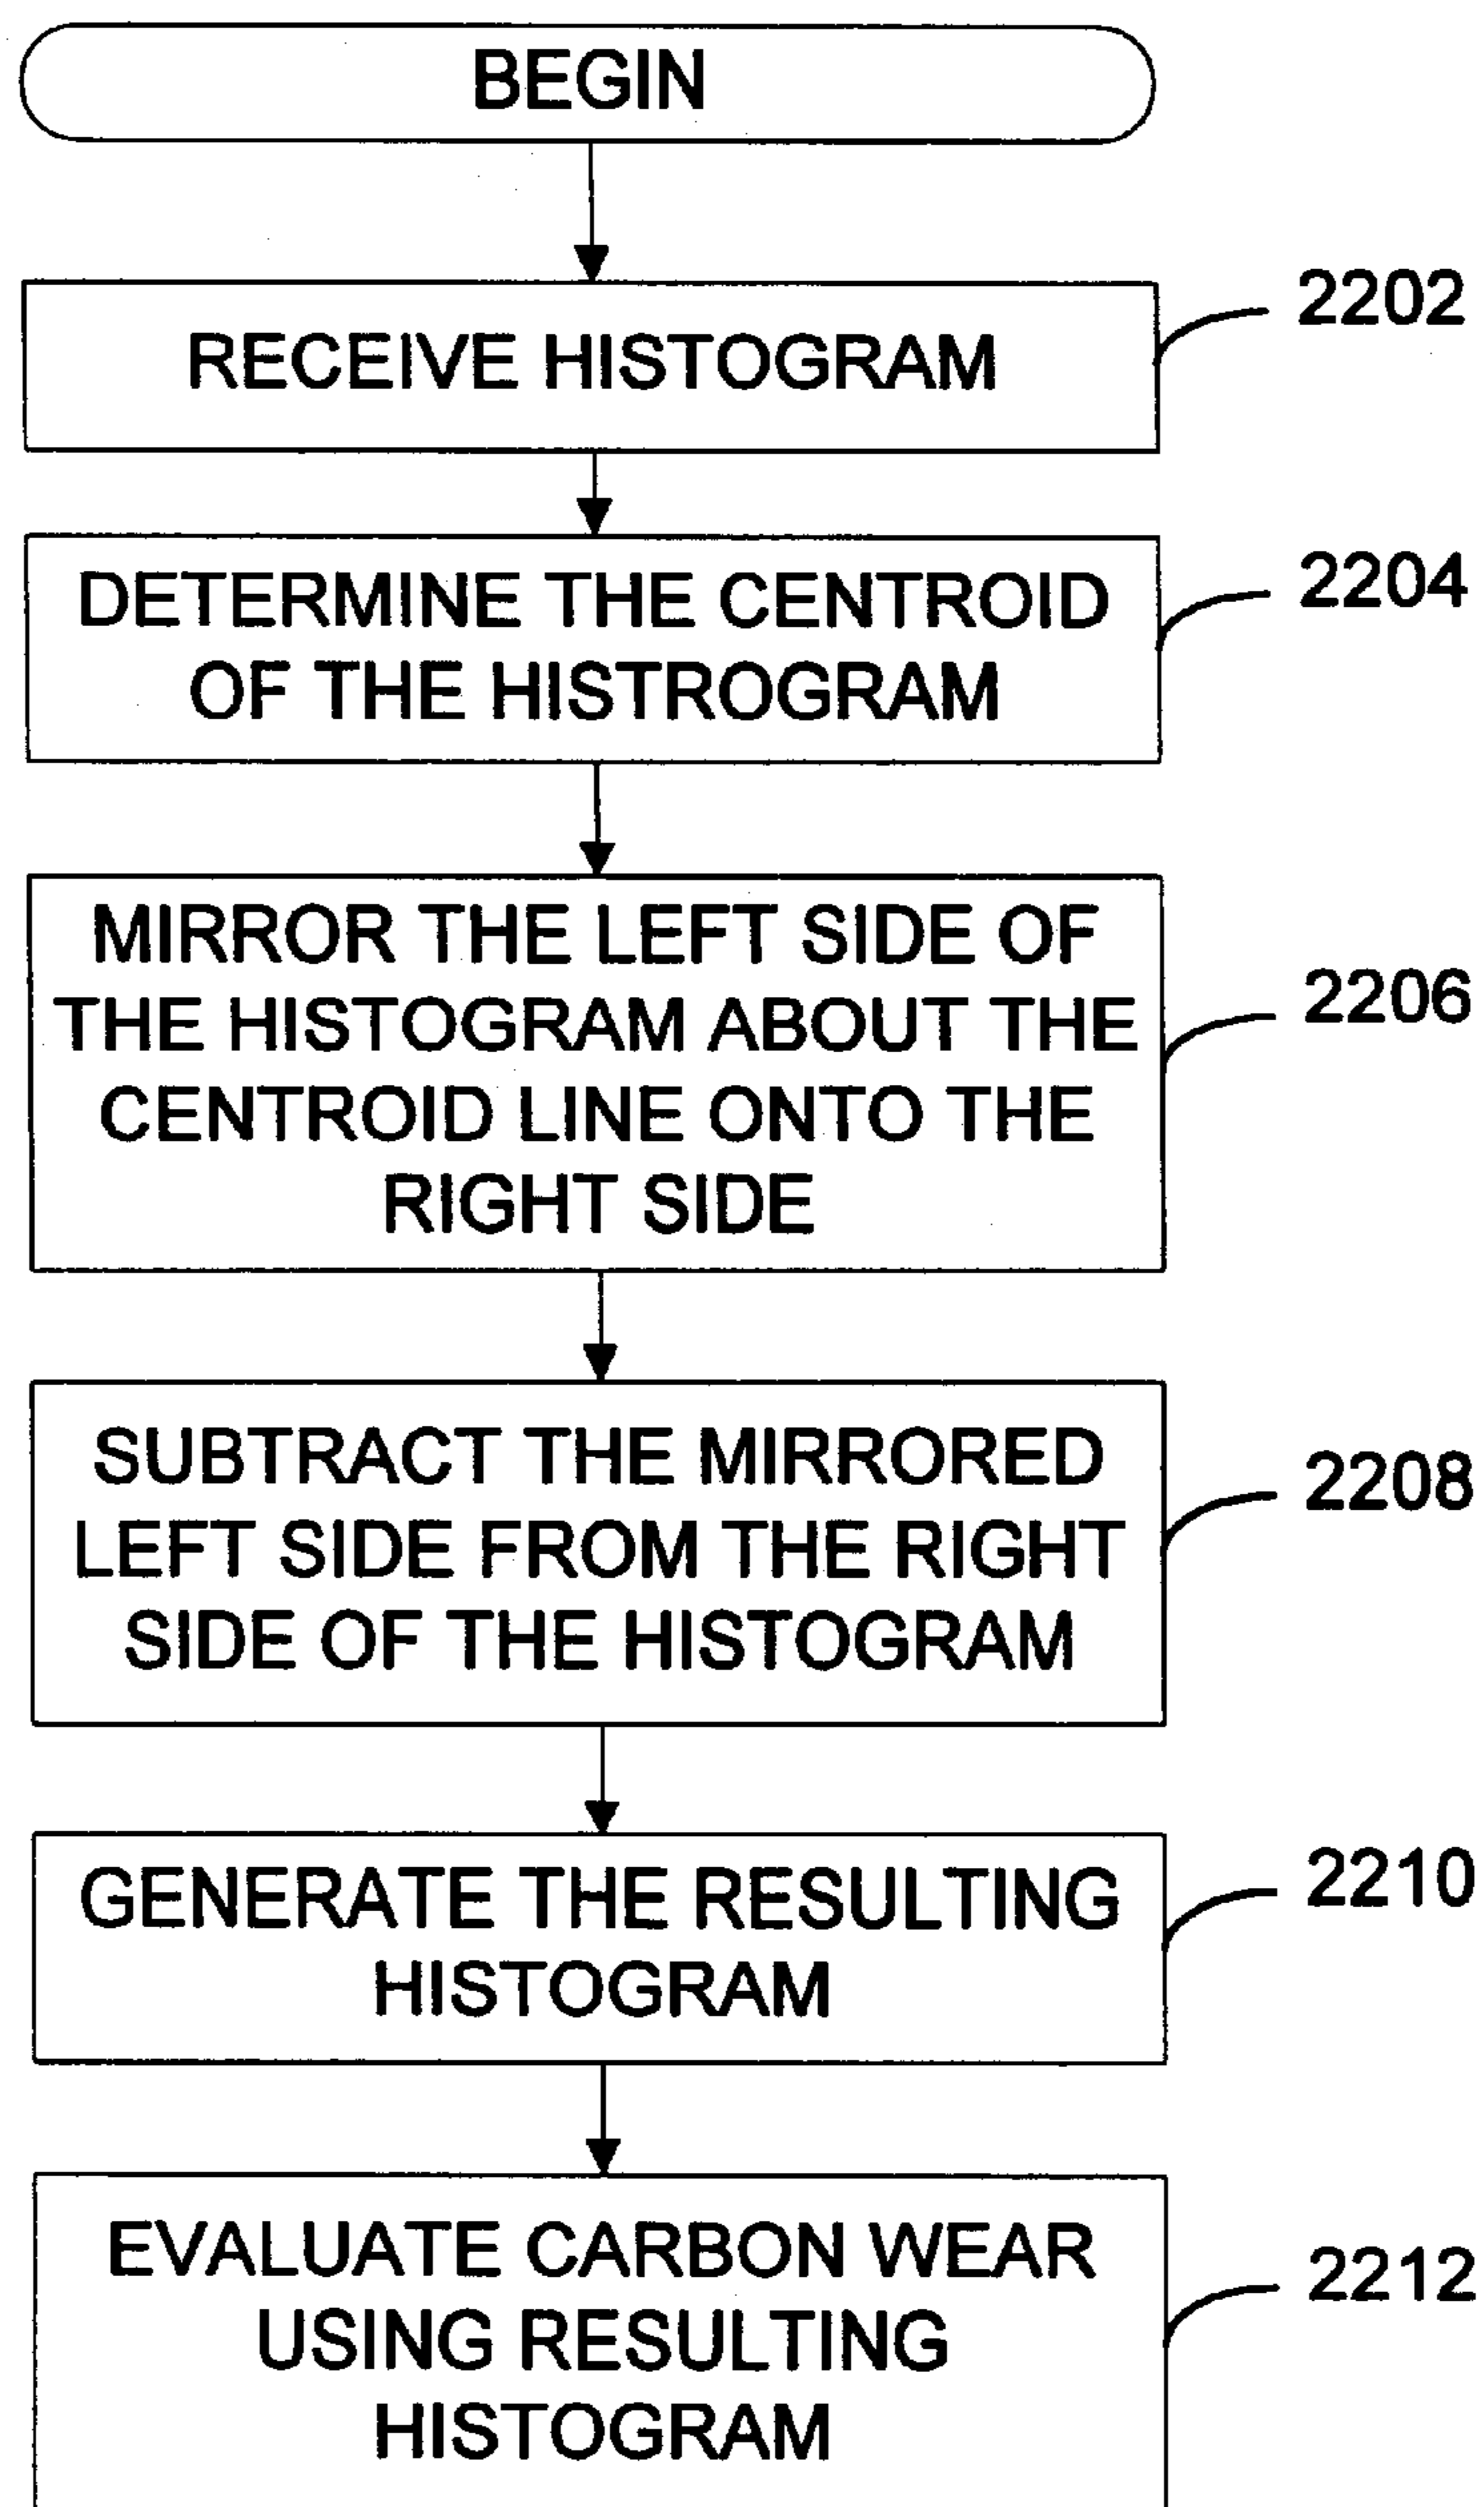 BEGIN
RECEIVE HISTOGRAM
2202
DETERMINE THE CENTROID
OF THE HISTROGRAM
2204
MIRROR THE LEFT SIDE OF
THE HISTOGRAM ABOUT THE
CENTROID LINE ONTO THE
RIGHT SIDE
2206
SUBTRACT THE MIRRORED
LEFT SIDE FROM THE RIGHT
SIDE OF THE HISTOGRAM
2208
GENERATE THE RESULTING
HISTOGRAM
2210
EVALUATE CARBON WEAR
USING RESULTING
HISTOGRAM
2212